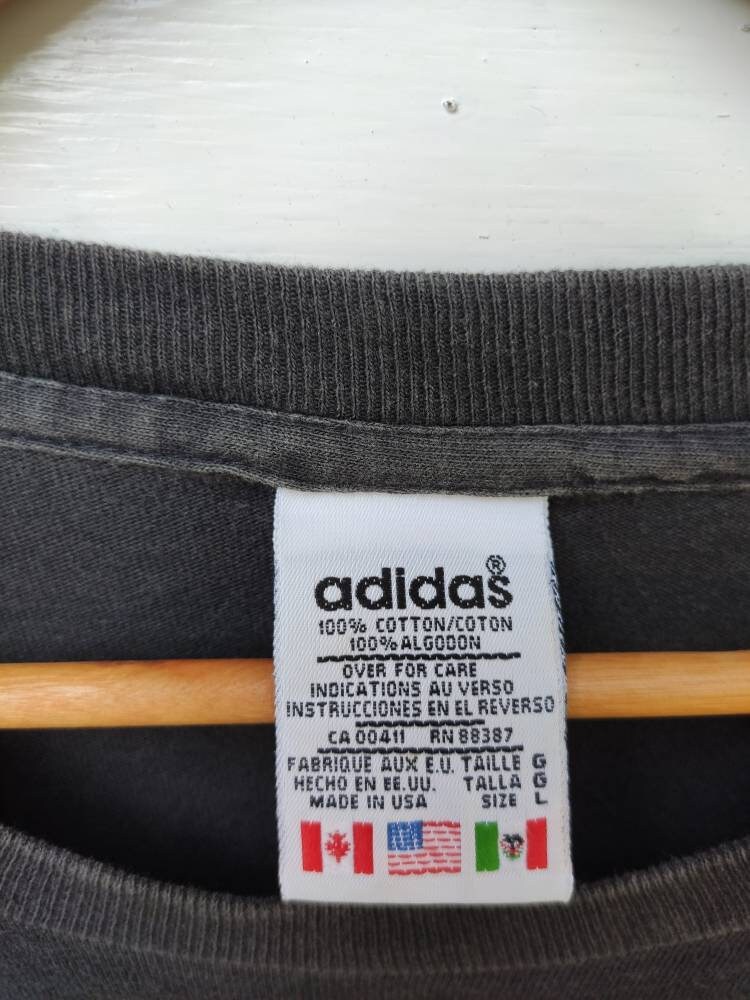 adidas®
100% COTTON/COTON
100% ALGODON
OVER FOR CARE
INDICATIONS AU VERSO
INSTRUCCIONES EN EL REVERSO
CA 00411 RN 88387
FABRIQUE AUX E.U. TAILLE G
HECHO EN EE.UU. TALLA G
MADE IN USA SIZE L